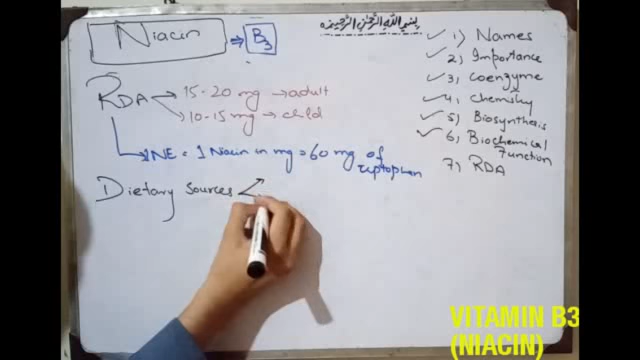 Niacin ⇒ B3
بسم الله الرحمن الرحيم
RDA → 15-20 mg → adult
→ 10-15 mg → child
→ 1 NE = 1 Niacin in mg = 60 mg of
Dietary Sources
✓ 1) Names
✓ 2) Importance
✓ 3) Coenzyme
✓ 4) Chemistry
✓ 5) Biosynthesis
✓ 6) Biochemical
Function
7) RDA
VITAMIN B3
(NIACIN)